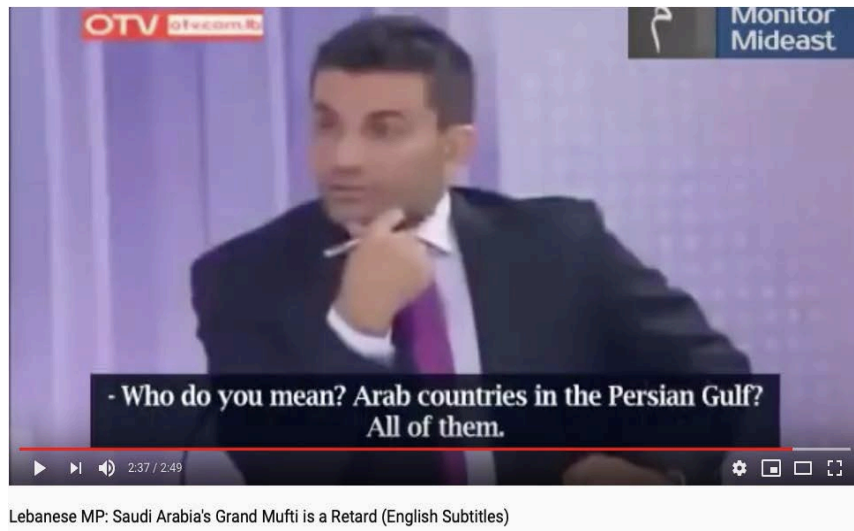 OTV otv.com.lb
م Monitor
Mideast
- Who do you mean? Arab countries in the Persian Gulf?
All of them.
2:37 / 2:49
Lebanese MP: Saudi Arabia's Grand Mufti is a Retard (English Subtitles)